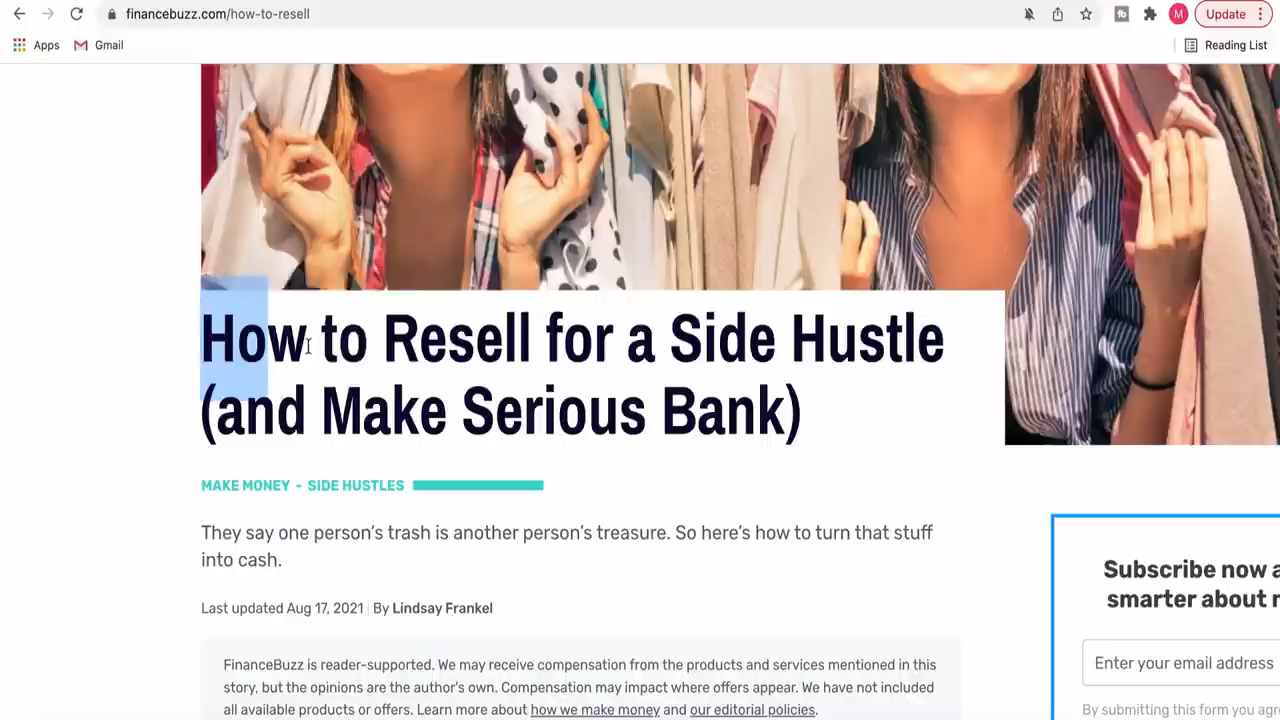 financebuzz.com/how-to-resell
M
Update
Apps
Gmail
Reading List
How to Resell for a Side Hustle
(and Make Serious Bank)
MAKE MONEY - SIDE HUSTLES
They say one person's trash is another person's treasure. So here's how to turn that stuff
into cash.
Last updated Aug 17, 2021 By Lindsay Frankel
FinanceBuzz is reader-supported. We may receive compensation from the products and services mentioned in this
story, but the opinions are the author's own. Compensation may impact where offers appear. We have not included
all available products or offers. Learn more about how we make money and our editorial policies.
Subscribe now a
smarter about
Enter your email address
By submitting this form you